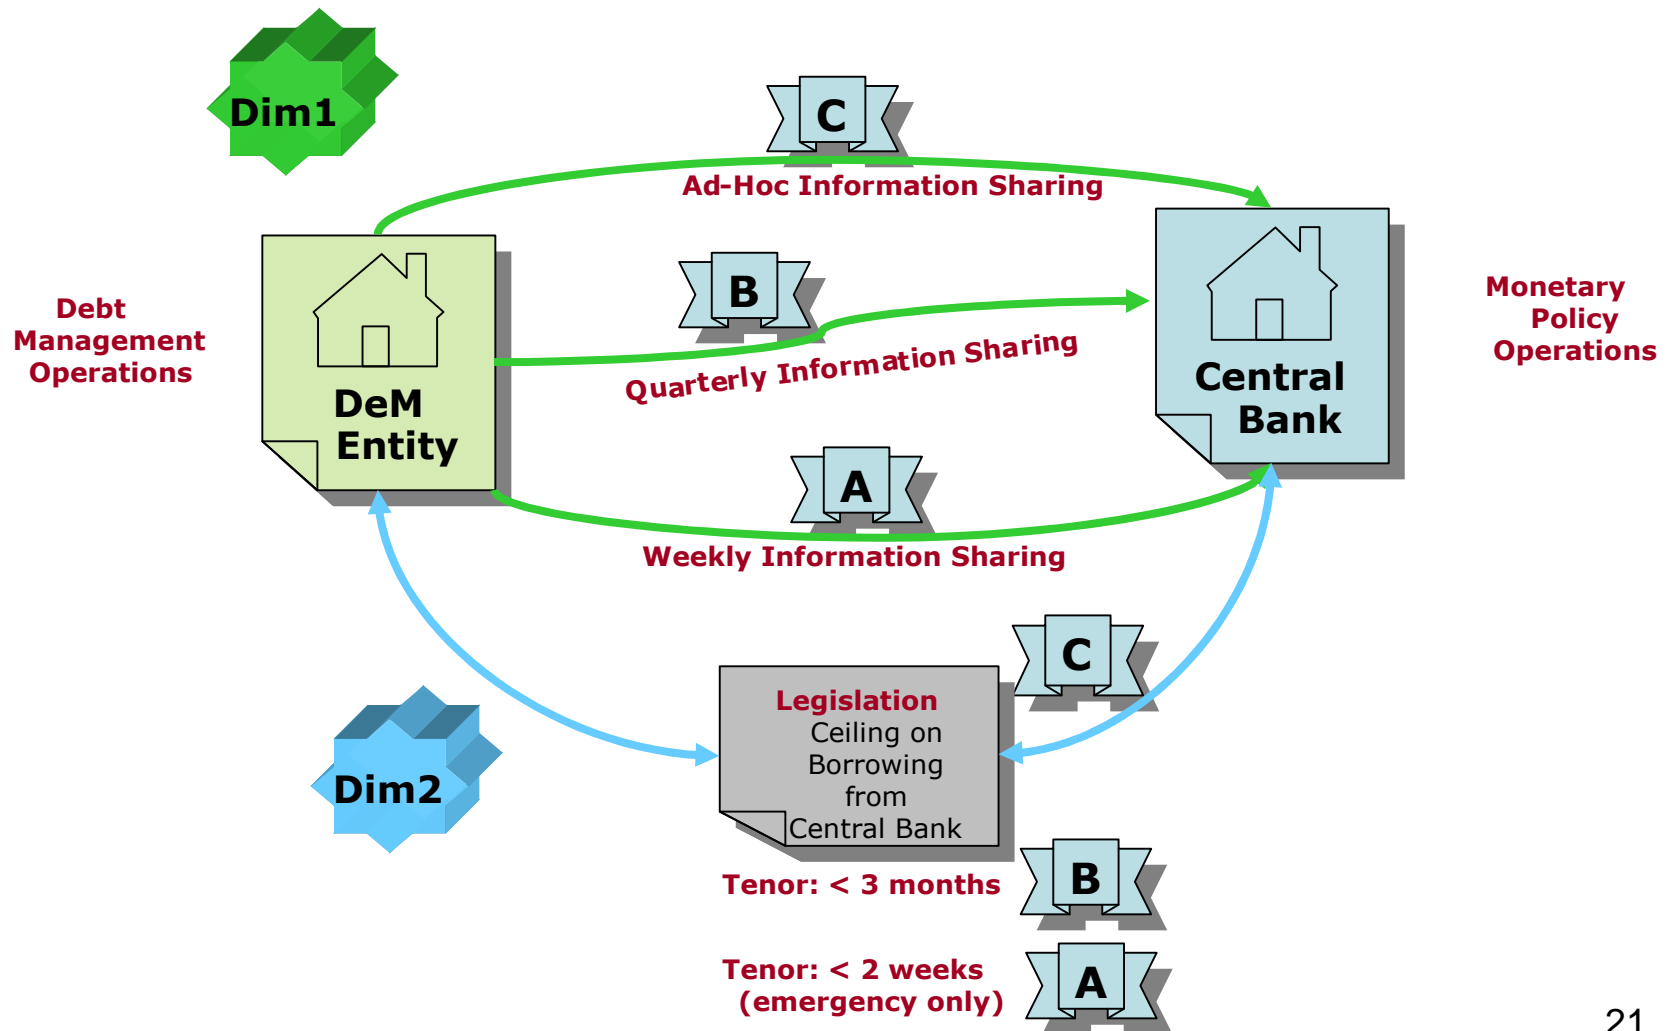 Dim1
C
Ad-Hoc Information Sharing
B
Quarterly Information Sharing
Debt
Management
Operations
DeM
Entity
Central
Bank
Monetary
Policy
Operations
A
Weekly Information Sharing
C
Legislation
Ceiling on
Borrowing
from
Central Bank
Dim2
Tenor: < 3 months
B
Tenor: < 2 weeks
(emergency only)
A
21